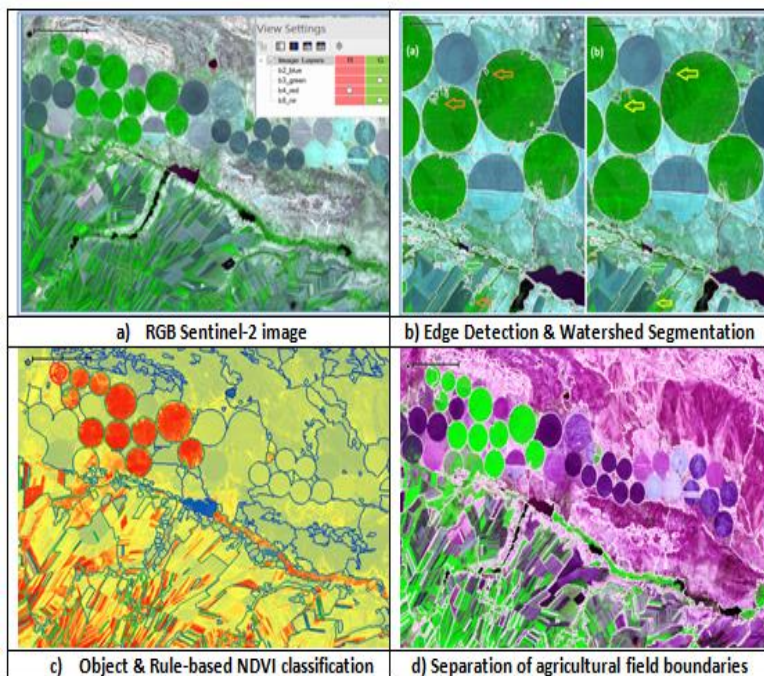 View Settings
Image Layers R G
b2_blue
b3_green
b4_red
b8_nir
(a)
(b)
a) RGB Sentinel-2 image
b) Edge Detection & Watershed Segmentation
c) Object & Rule-based NDVI classification
d) Separation of agricultural field boundaries